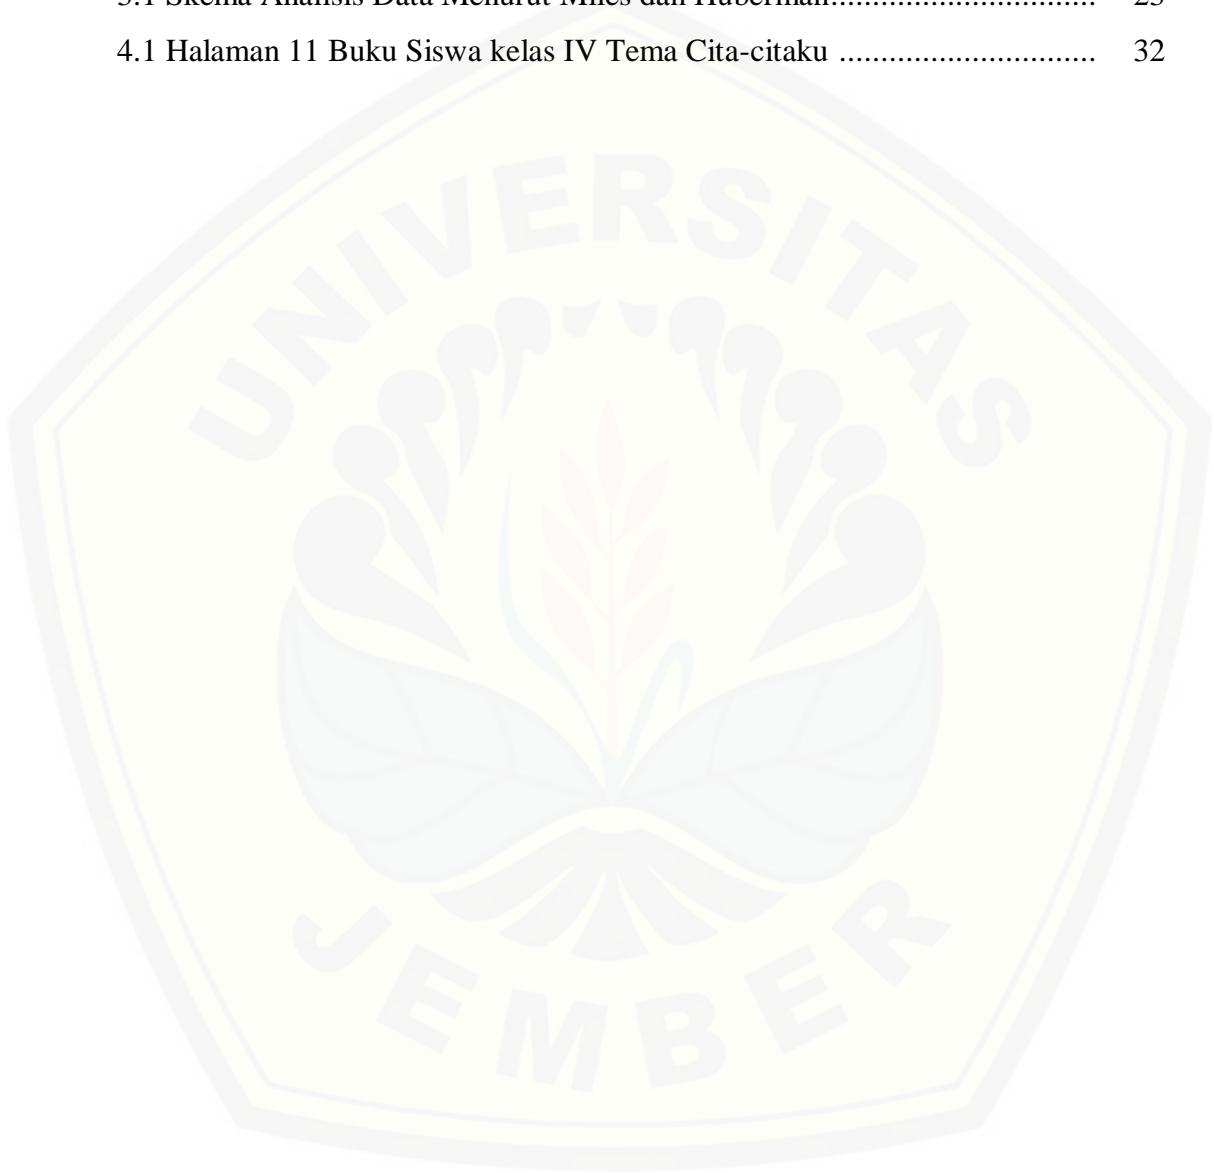 3.1 Skema Analisis Data Menurut Miles dan Huberman................................ 23
4.1 Halaman 11 Buku Siswa kelas IV Tema Cita-citaku ............................... 32
UNIVERSITAS
JEMBER